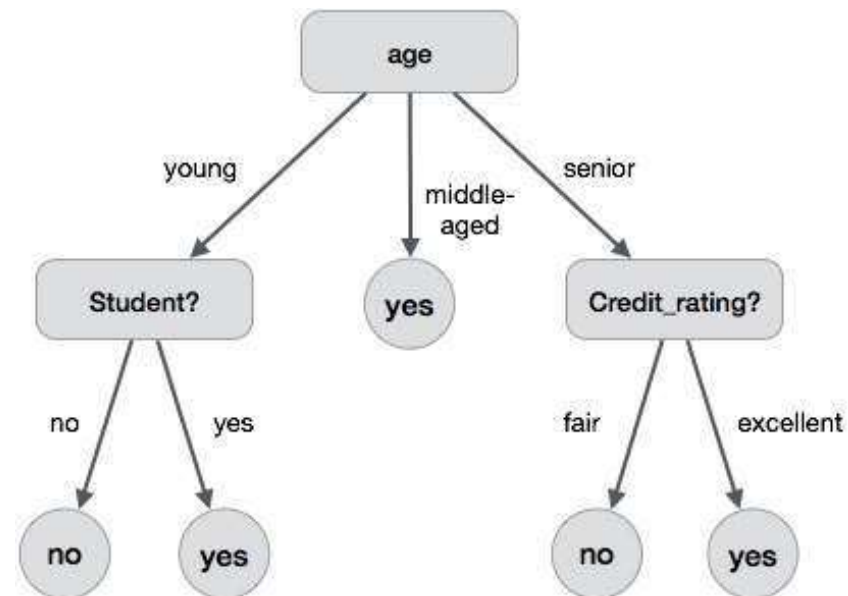 age
young
middle-
aged
senior
Student?
yes
Credit_rating?
no
yes
fair
excellent
no
yes
no
yes